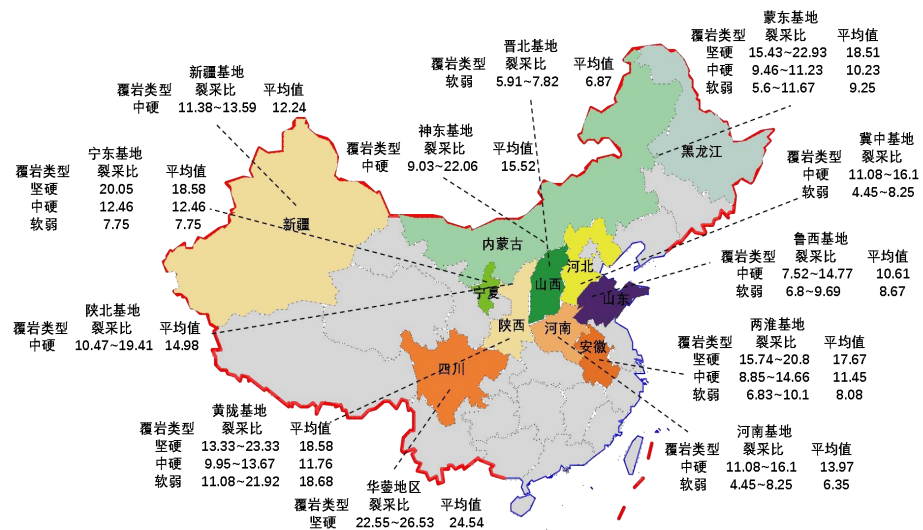 蒙东基地
覆岩类型 裂采比 平均值
坚硬 15.43~22.93 18.51
中硬 9.46~11.23 10.23
软弱 5.6~11.67 9.25
晋北基地
覆岩类型 裂采比 平均值
软弱 5.91~7.82 6.87
新疆基地
覆岩类型 裂采比 平均值
中硬 11.38~13.59 12.24
神东基地
覆岩类型 裂采比 平均值
中硬 9.03~22.06 15.52
冀中基地
覆岩类型 裂采比
中硬 11.08~16.1
软弱 4.45~8.25
宁东基地
覆岩类型 裂采比 平均值
坚硬 20.05 18.58
中硬 12.46 12.46
软弱 7.75 7.75
鲁西基地
覆岩类型 裂采比 平均值
中硬 7.52~14.77 10.61
软弱 6.8~9.69 8.67
黑龙江
新疆
内蒙古
河北
山西
宁夏
山东
陕西
河南
安徽
四川
陕北基地
覆岩类型 裂采比 平均值
中硬 10.47~19.41 14.98
两淮基地
覆岩类型 裂采比 平均值
坚硬 15.74~20.8 17.67
中硬 8.85~14.66 11.45
软弱 6.83~10.1 8.08
黄陇基地
覆岩类型 裂采比 平均值
坚硬 13.33~23.33 18.58
中硬 9.95~13.67 11.76
软弱 11.08~21.92 18.68
河南基地
覆岩类型 裂采比 平均值
中硬 11.08~16.1 13.97
软弱 4.45~8.25 6.35
华蓥地区
覆岩类型 裂采比 平均值
坚硬 22.55~26.53 24.54